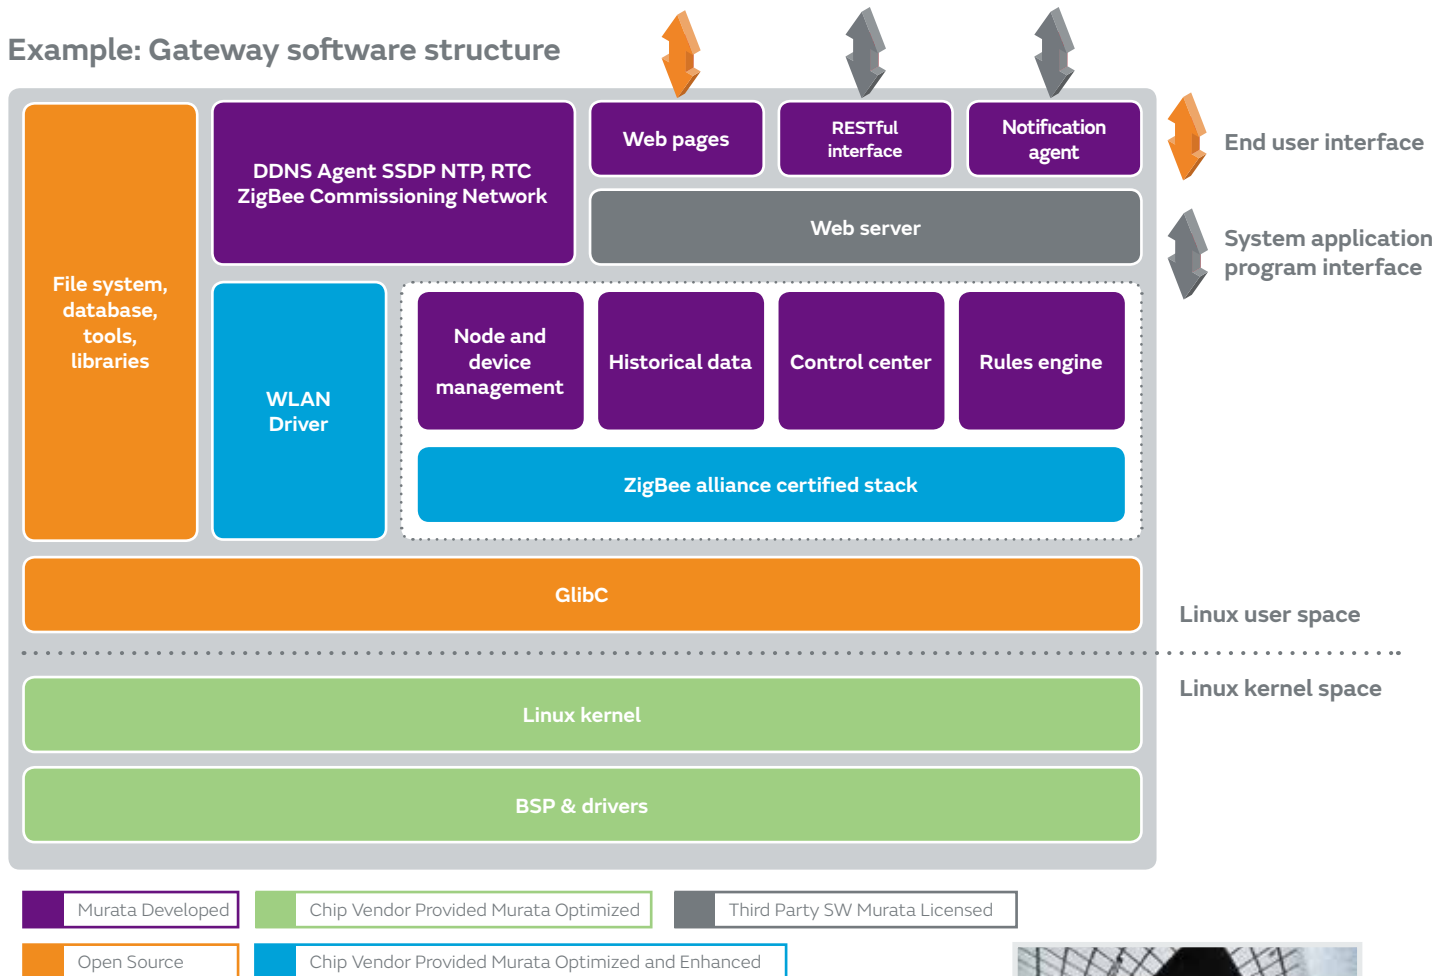 Example: Gateway software structure
File system,
database,
tools,
libraries
DDNS Agent SSDP NTP, RTC
ZigBee Commissioning Network
Web pages
RESTful
interface
Notification
agent
Web server
End user interface
System application
program interface
WLAN
Driver
Node and
device
management
Historical data
Control center
Rules engine
ZigBee alliance certified stack
GlibC
Linux user space
Linux kernel space
Linux kernel
BSP & drivers
Murata Developed
Chip Vendor Provided Murata Optimized
Third Party SW Murata Licensed
Open Source
Chip Vendor Provided Murata Optimized and Enhanced